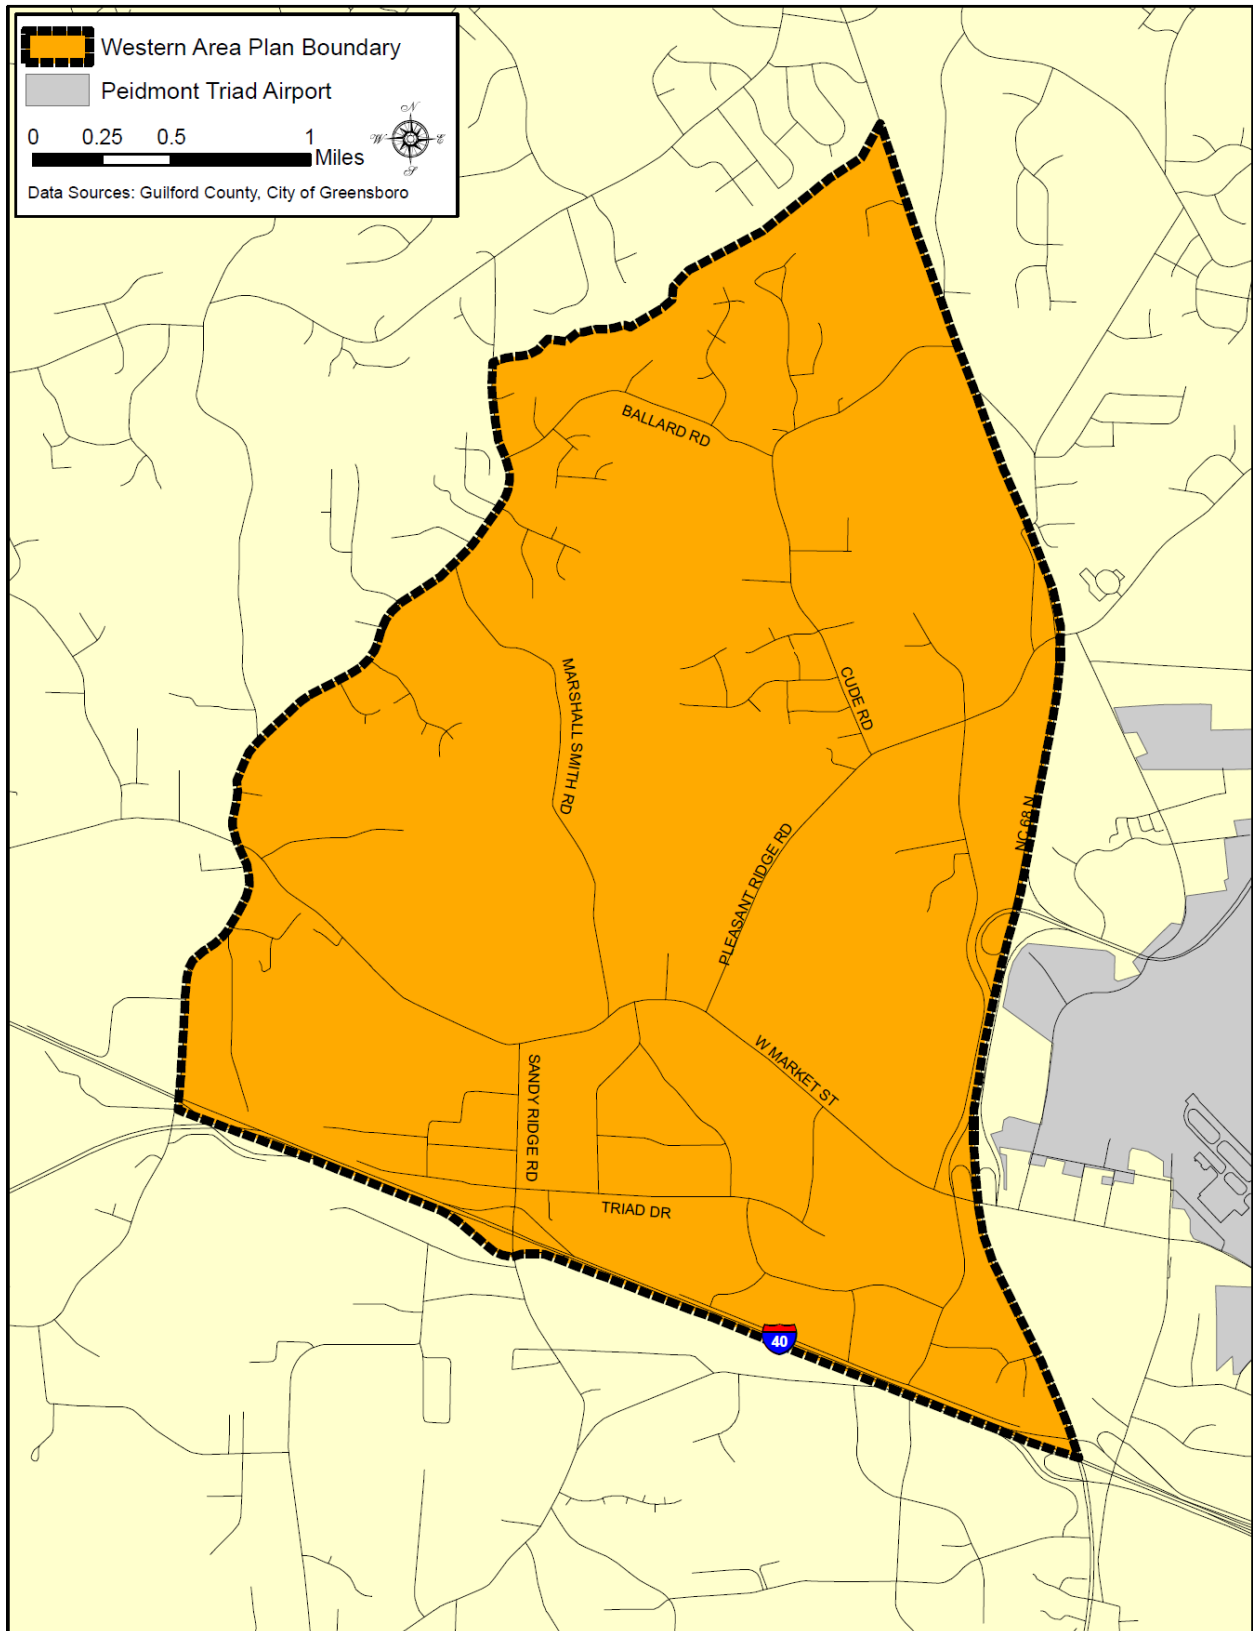 Western Area Plan Boundary
Peidmont Triad Airport
0 0.25 0.5 1
Miles
N
W E
S
Data Sources: Guilford County, City of Greensboro
BALLARD RD
MARSHALL SMITH RD
CUDE RD
NC 68 N
PLEASANT RIDGE RD
W MARKET ST
SANDY RIDGE RD
TRIAD DR
40